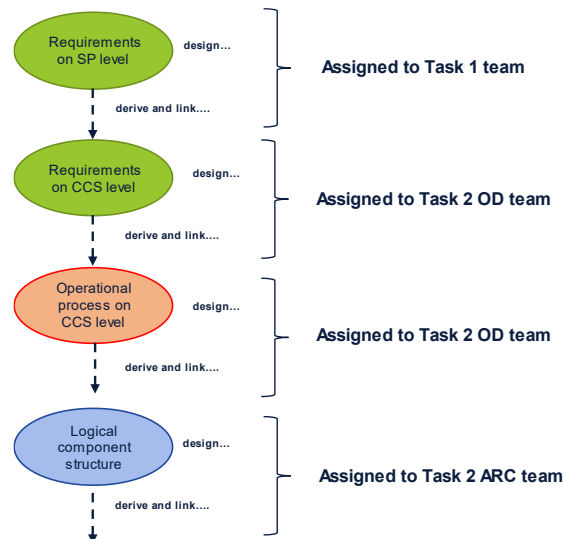 Requirements
on SP level
design...
Assigned to Task 1 team
derive and link....
Requirements
on CCS level
design...
Assigned to Task 2 OD team
derive and link....
Operational
process on
CCS level
design...
Assigned to Task 2 OD team
derive and link....
Logical
component
structure
design...
Assigned to Task 2 ARC team
derive and link....